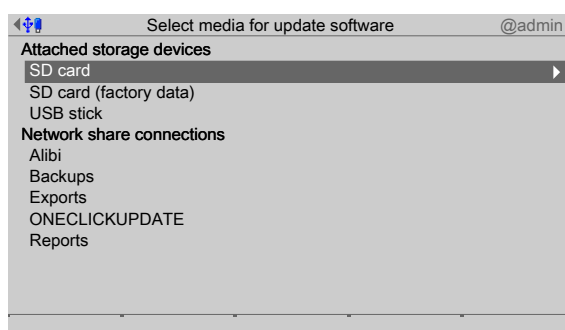 Select media for update software @admin
Attached storage devices
SD card
SD card (factory data)
USB stick
Network share connections
Alibi
Backups
Exports
ONECLICKUPDATE
Reports